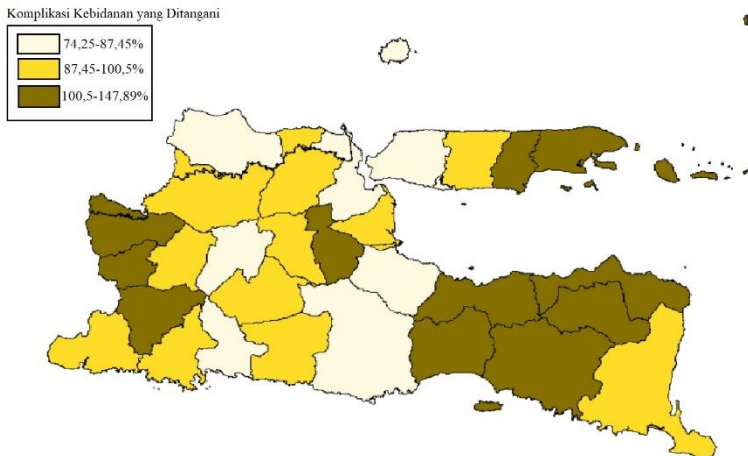 Komplikasi Kebidanan yang Ditangani
74,25-87,45%
87,45-100,5%
100,5-147,89%